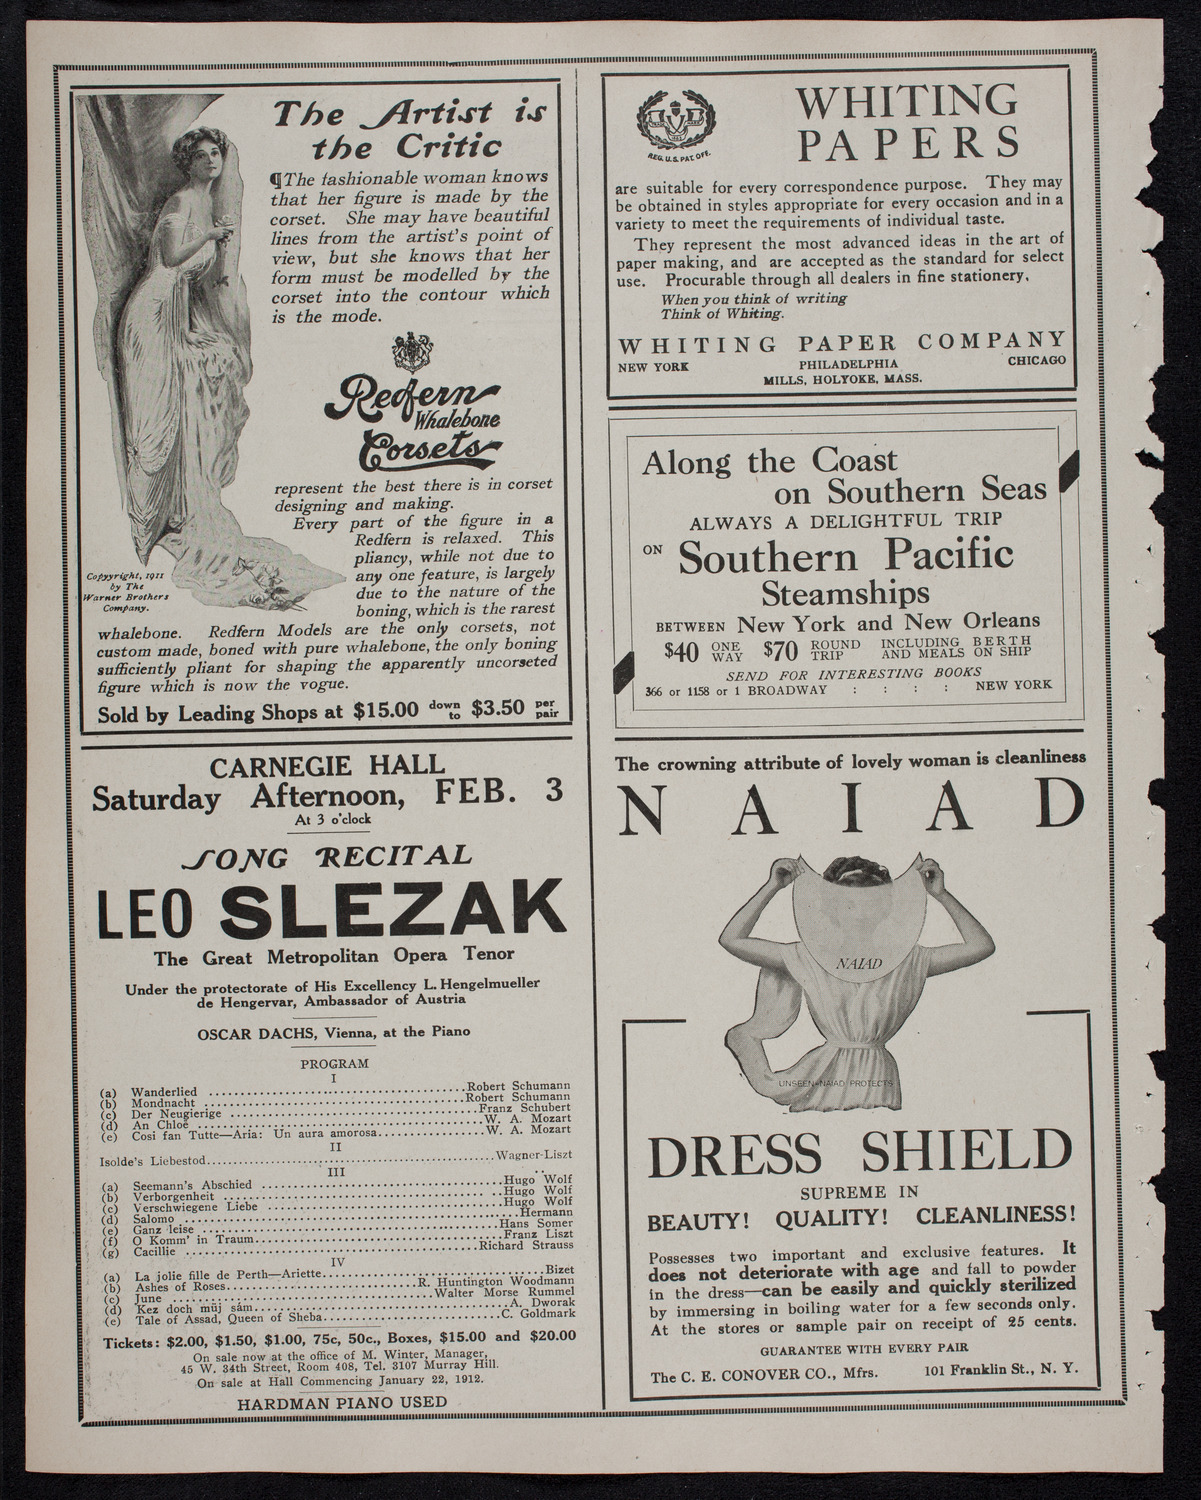 The Artist is
the Critic
¶The fashionable woman knows
that her figure is made by the
corset. She may have beautiful
lines from the artist's point of
view, but she knows that her
form must be modelled by the
corset into the contour which
is the mode.
Redfern
Whalebone
Corsets
represent the best there is in corset
designing and making.
Every part of the figure in a
Redfern is relaxed. This
pliancy, while not due to
any one feature, is largely
due to the nature of the
boning, which is the rarest
Copyright, 1911
by The
Warner Brothers
Company.
whalebone. Redfern Models are the only corsets, not
custom made, boned with pure whalebone, the only boning
sufficiently pliant for shaping the apparently uncorseted
figure which is now the vogue.
Sold by Leading Shops at $15.00 down to $3.50 per pair
CARNEGIE HALL
Saturday Afternoon, FEB. 3
At 3 o'clock
SONG RECITAL
LEO SLEZAK
The Great Metropolitan Opera Tenor
Under the protectorate of His Excellency L. Hengelmueller
de Hengervar, Ambassador of Austria
OSCAR DACHS, Vienna, at the Piano
PROGRAM
I
(a) Wanderlied ........ Robert Schumann
(b) Mondnacht ........ Robert Schumann
(c) Der Neugierige ........ Franz Schubert
(d) An Chloe ........ W. A. Mozart
(e) Cosi fan Tutte—Aria: Un aura amorosa........ W. A. Mozart
II
Isolde's Liebestod........ Wagner-Liszt
III
(a) Seemann's Abschied ........ Hugo Wolf
(b) Verborgenheit ........ Hugo Wolf
(c) Verschwiegene Liebe ........ Hugo Wolf
(d) Salomo ........ Hermann
(e) Ganz leise ........ Hans Somer
(f) O Komm' in Traum........ Franz Liszt
(g) Cacillie ........ Richard Strauss
IV
(a) La jolie fille de Perth—Ariette........ Bizet
(b) Ashes of Roses........ R. Huntington Woodmann
(c) June ........ Walter Morse Rummel
(d) Kez doch můj sám........ A. Dworak
(e) Tale of Assad, Queen of Sheba........ C. Goldmark
Tickets: $2.00, $1.50, $1.00, 75c, 50c., Boxes, $15.00 and $20.00
On sale now at the office of M. Winter, Manager,
45 W. 34th Street, Room 408, Tel. 3107 Murray Hill.
On sale at Hall Commencing January 22, 1912.
HARDMAN PIANO USED
REG. U.S. PAT. OFF.
WHITING
PAPERS
are suitable for every correspondence purpose. They may
be obtained in styles appropriate for every occasion and in a
variety to meet the requirements of individual taste.
They represent the most advanced ideas in the art of
paper making, and are accepted as the standard for select
use. Procurable through all dealers in fine stationery.
When you think of writing
Think of Whiting.
WHITING PAPER COMPANY
NEW YORK PHILADELPHIA CHICAGO
MILLS, HOLYOKE, MASS.
Along the Coast
on Southern Seas
ALWAYS A DELIGHTFUL TRIP
ON Southern Pacific
Steamships
BETWEEN New York and New Orleans
$40 ONE WAY $70 ROUND TRIP INCLUDING BERTH AND MEALS ON SHIP
SEND FOR INTERESTING BOOKS
366 or 1158 or 1 BROADWAY : : : : NEW YORK
The crowning attribute of lovely woman is cleanliness
NAIAD
NAIAD
UNSEEN—NAIAD PROTECTS
DRESS SHIELD
SUPREME IN
BEAUTY! QUALITY! CLEANLINESS!
Possesses two important and exclusive features. It
does not deteriorate with age and fall to powder
in the dress—can be easily and quickly sterilized
by immersing in boiling water for a few seconds only.
At the stores or sample pair on receipt of 25 cents.
GUARANTEE WITH EVERY PAIR
The C. E. CONOVER CO., Mfrs. 101 Franklin St., N. Y.